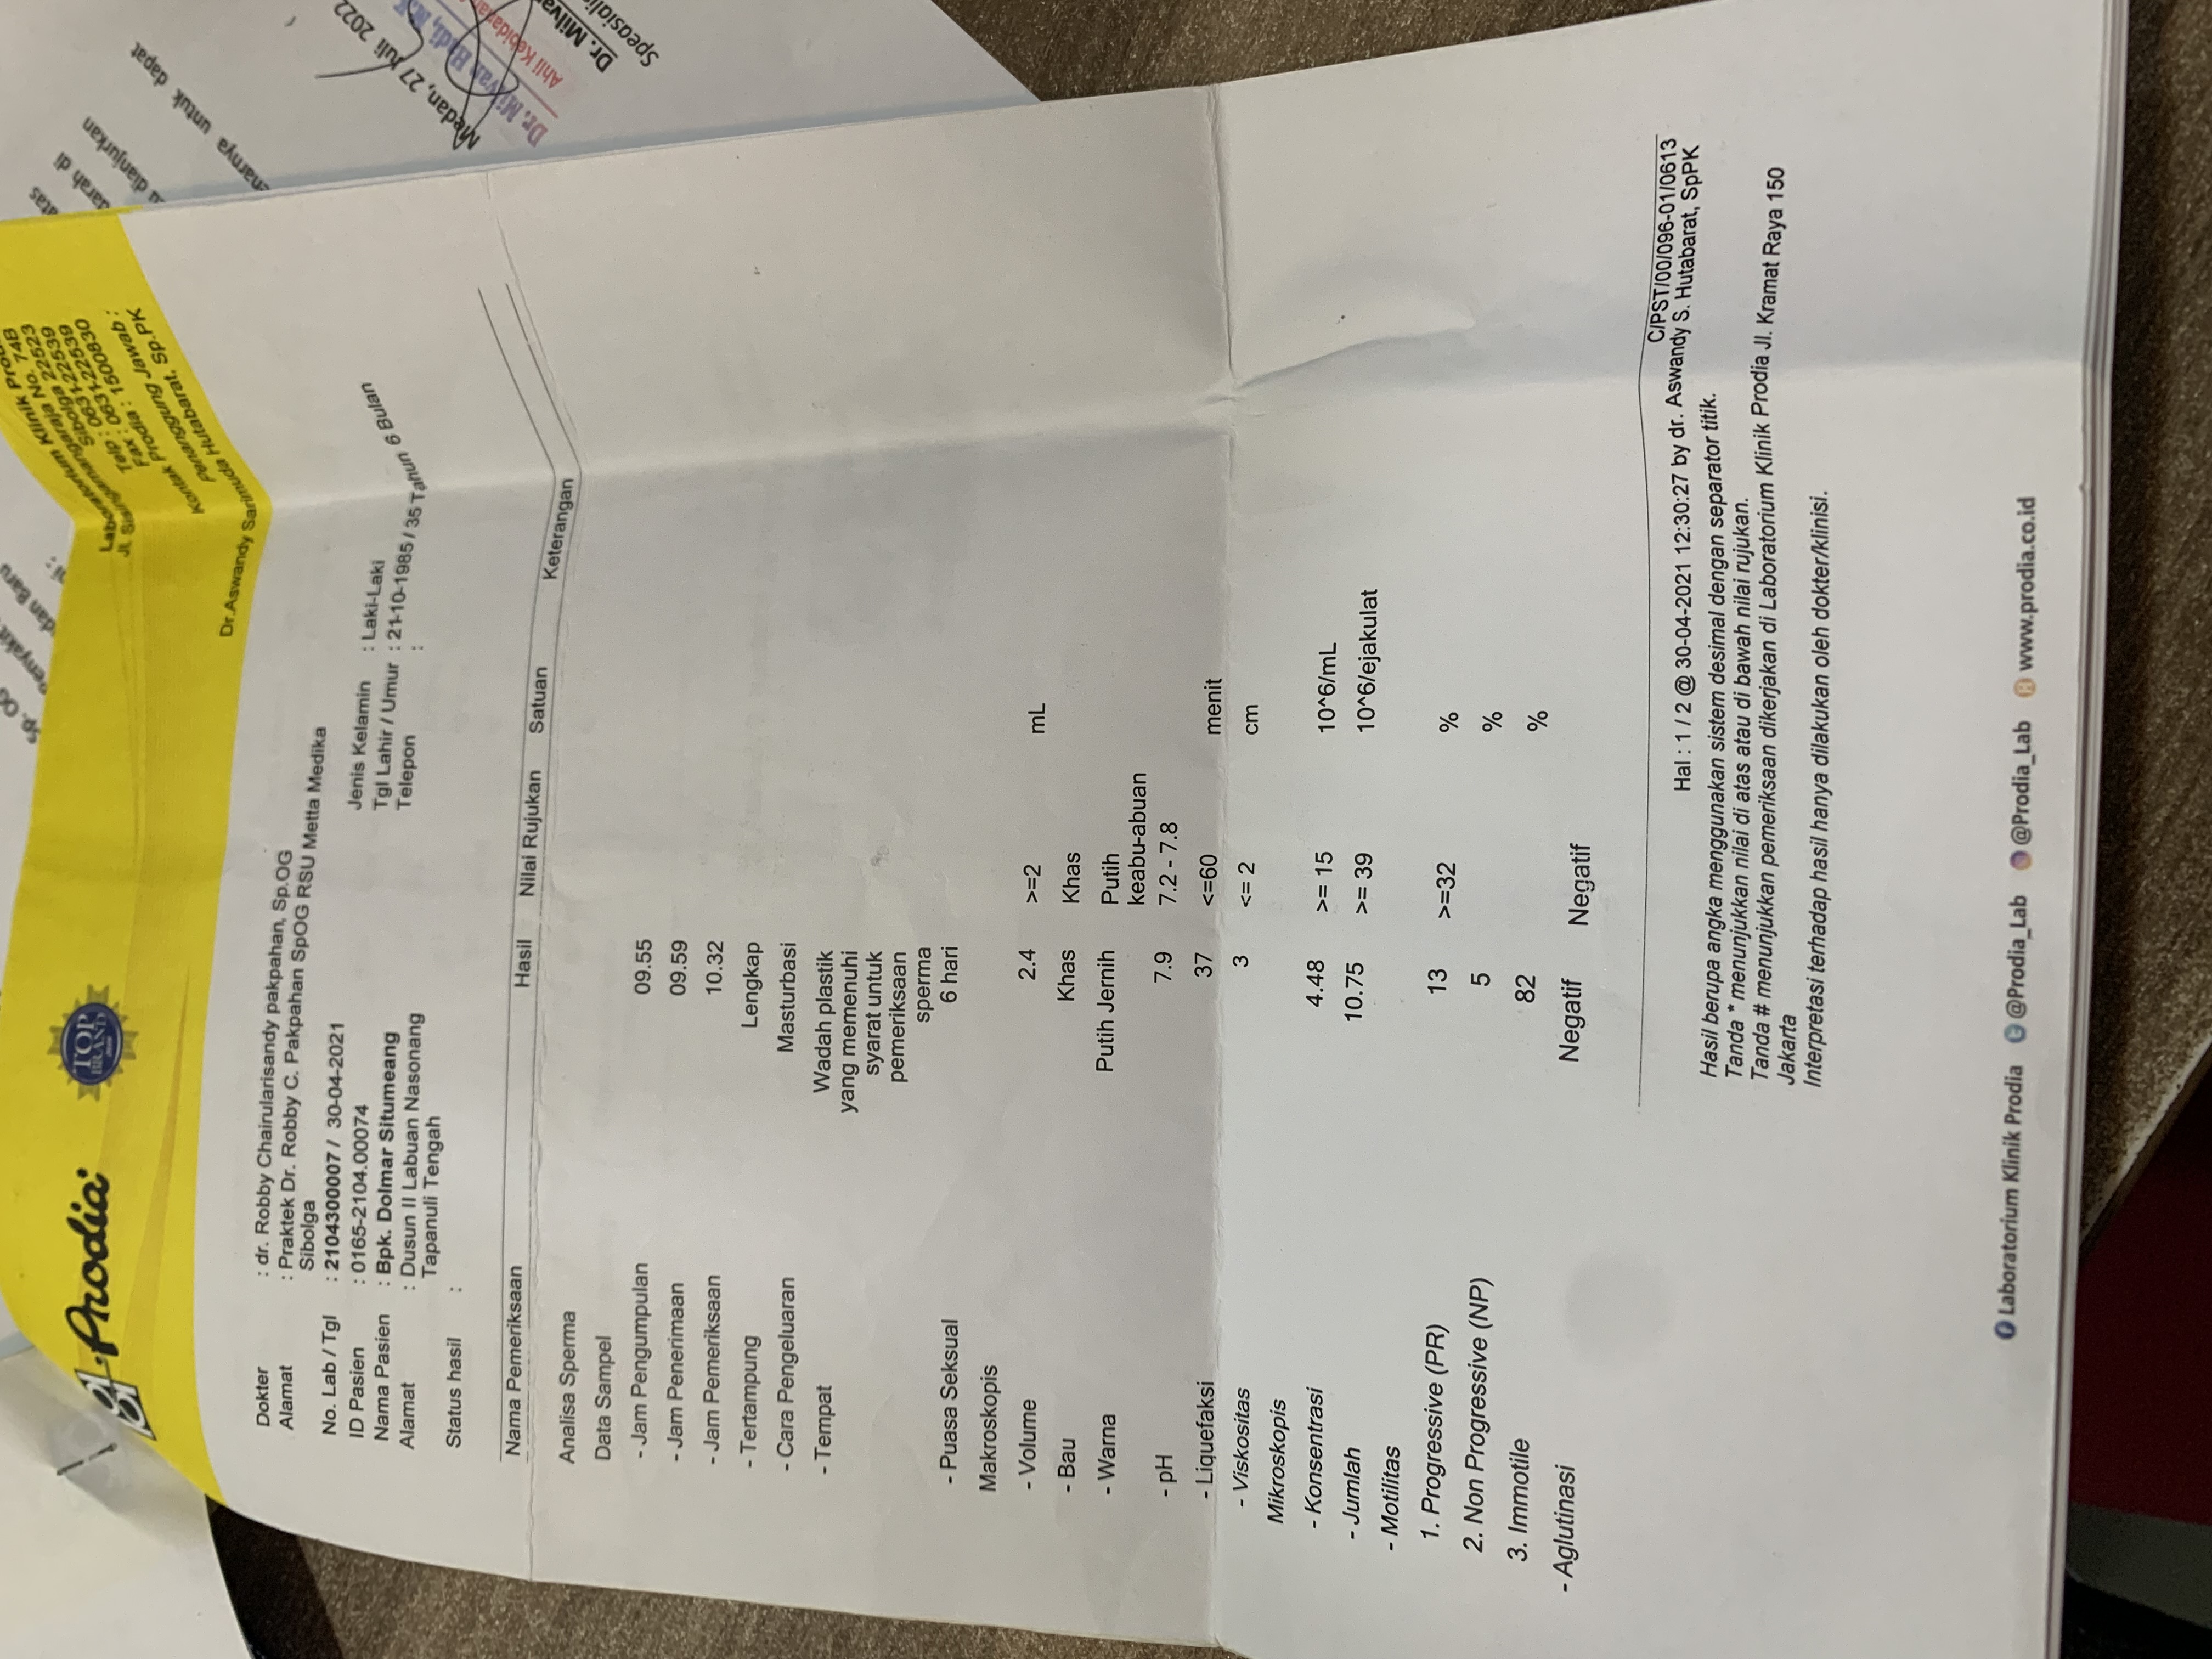 Prodia
TOP
BRAND
Laboratorium Klinik
Jl. Sisingamangaraja No. 74B
Sibolga 22523
Telp : 0631-22539
Fax : 0631-22539
Kontak Prodia : 1500830
Penanggung Jawab :
Dr.Aswandy Sarimuda Hutabarat, Sp.PK
Dokter : dr. Robby Chairularisandy pakpahan, Sp.OG
Alamat : Praktek Dr. Robby C. Pakpahan SpOG RSU Metta Medika
Sibolga
No. Lab / Tgl : 2104300007 / 30-04-2021
ID Pasien : 0165-2104.00074 Jenis Kelamin : Laki-Laki
Nama Pasien : Bpk. Dolmar Situmeang Tgl Lahir / Umur : 21-10-1985 / 35 Tahun 6 Bulan
Alamat : Dusun II Labuan Nasonang Telepon :
Tapanuli Tengah
Status hasil :
Nama Pemeriksaan Hasil Nilai Rujukan Satuan Keterangan
Analisa Sperma
Data Sampel
- Jam Pengumpulan 09.55
- Jam Penerimaan 09.59
- Jam Pemeriksaan 10.32
- Tertampung Lengkap
- Cara Pengeluaran Masturbasi
- Tempat Wadah plastik
yang memenuhi
syarat untuk
pemeriksaan
sperma
- Puasa Seksual 6 hari
Makroskopis
- Volume 2.4 >=2 mL
- Bau Khas Khas
- Warna Putih Jernih Putih
keabu-abuan
- pH 7.9 7.2 - 7.8
- Liquefaksi 37 <=60 menit
- Viskositas 3 <= 2 cm
Mikroskopis
- Konsentrasi 4.48 >= 15 10^6/mL
- Jumlah 10.75 >= 39 10^6/ejakulat
- Motilitas
1. Progressive (PR) 13 >=32 %
2. Non Progressive (NP) 5 %
3. Immotile 82 %
- Aglutinasi Negatif Negatif
C/PST/00/096-01/0613
Hal : 1 / 2 @ 30-04-2021 12:30:27 by dr. Aswandy S. Hutabarat, SpPK
Hasil berupa angka menggunakan sistem desimal dengan separator titik.
Tanda * menunjukkan nilai di atas atau di bawah nilai rujukan.
Tanda # menunjukkan pemeriksaan dikerjakan di Laboratorium Klinik Prodia Jl. Kramat Raya 150
Jakarta
Interpretasi terhadap hasil hanya dilakukan oleh dokter/klinisi.
Laboratorium Klinik Prodia @Prodia_Lab @Prodia_Lab www.prodia.co.id
Sp. OG
dan Baru
darah di
dianjurkan
untuk dapat
Medan, 27 Juli 2022
Ahli
Dr.